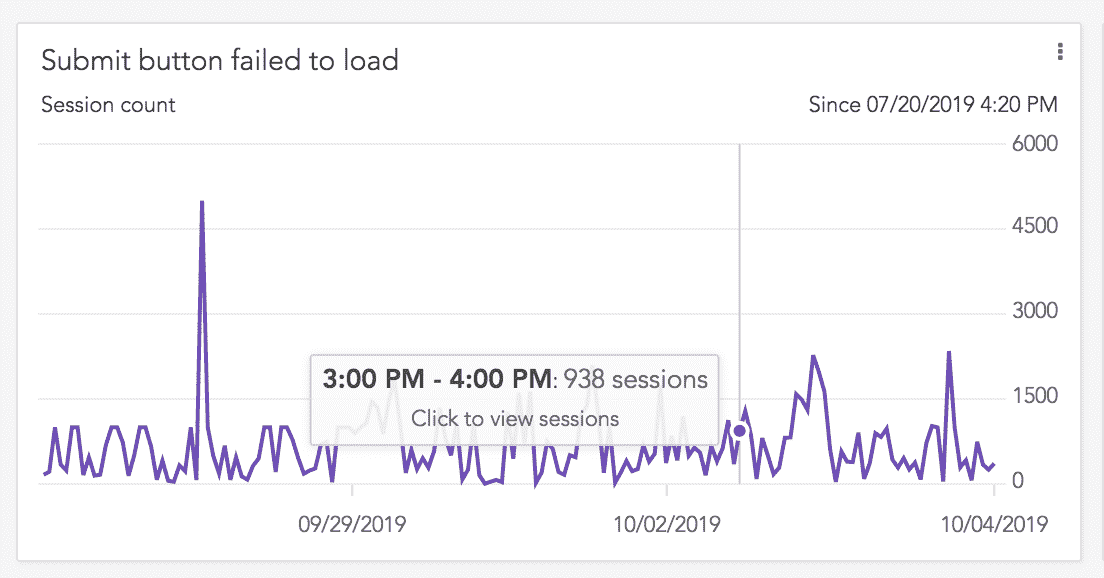 Submit button failed to load
Session count
Since 07/20/2019 4:20 PM
6000
4500
3000
3:00 PM - 4:00 PM: 938 sessions
1500
Click to view sessions
0
09/29/2019
10/02/2019
10/04/2019